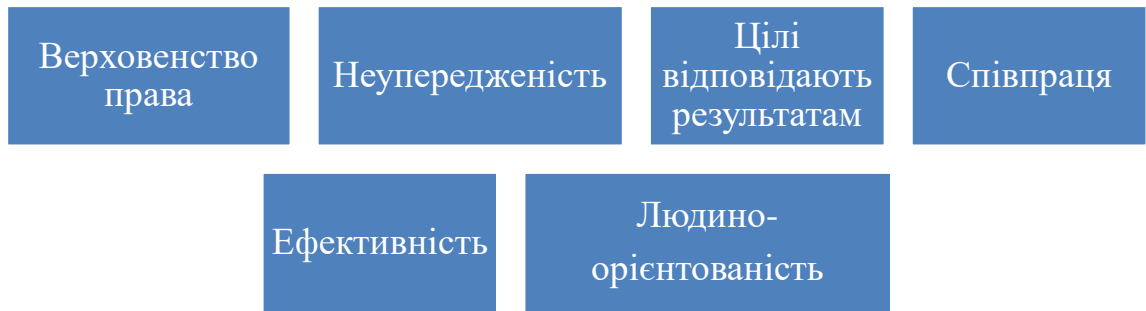 Верховенство
права
Неупередженість
Цілі
відповідають
результатам
Співпраця
Ефективність
Людино-
орієнтованість